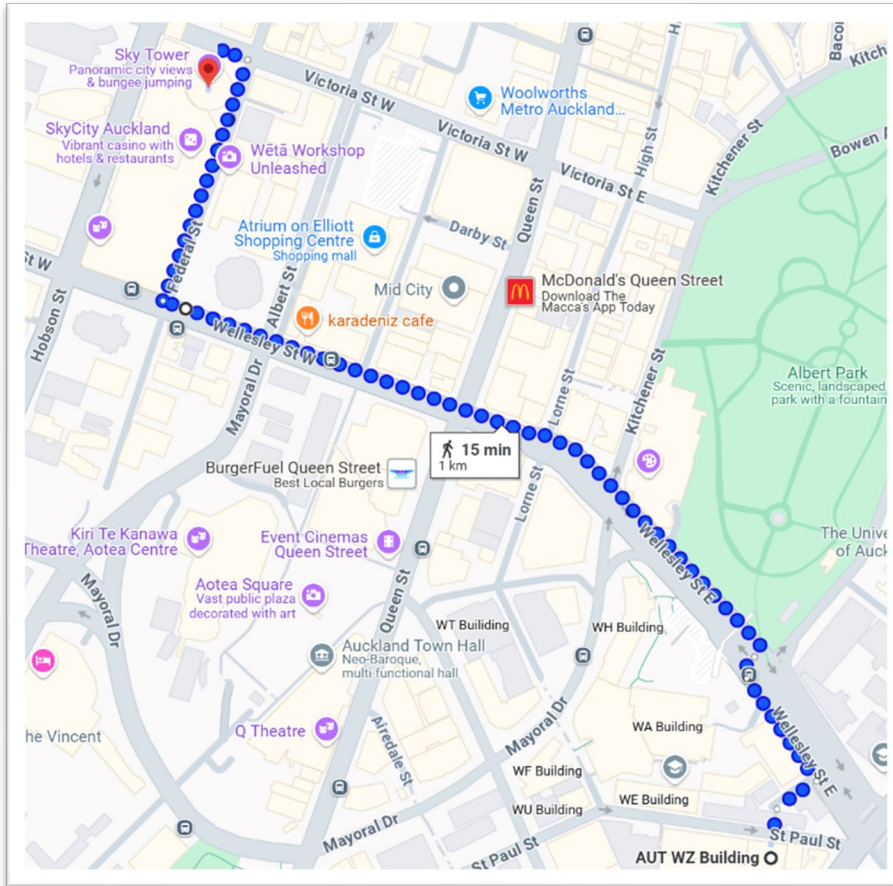 Sky Tower
Panoramic city views
& bungee jumping
Victoria St W
Woolworths
Metro Auckland...
High St
H
Bacon
Kitch
Kitchener St
Bowen
SkyCity Auckland
Vibrant casino with
hotels & restaurants
Wētā Workshop
Unleashed
Victoria St W
Victoria St E
Queen St
Atrium on Elliott
Shopping Centre
Shopping mall
Darby St
St W
Federal St
Albert St
Mid City
McDonald's Queen Street
Download The
Macca's App Today
Hobson St
karadeniz cafe
Wellesley St W
Mayoral Dr
Lorne St
Kitchener St
Albert Park
Scenic, landscaped
park with a fountain
15 min
1 km
BurgerFuel Queen Street
Best Local Burgers
Lorne St
Kiri Te Kanawa
Theatre, Aotea Centre
Event Cinemas
Queen Street
Wellesley St E
The Unive
of Auck
Mayoral Dr
Aotea Square
Vast public plaza
decorated with art
Queen St
WT Builiding
WH Building
Auckland Town Hall
Neo-Baroque,
multi-functional hall
he Vincent
Q Theatre
Airedale St
Mayoral Dr
WA Building
Wellesley St E
WF Building
WE Building
WU Building
Mayoral Dr
St Paul St
St Paul St
AUT WZ Building